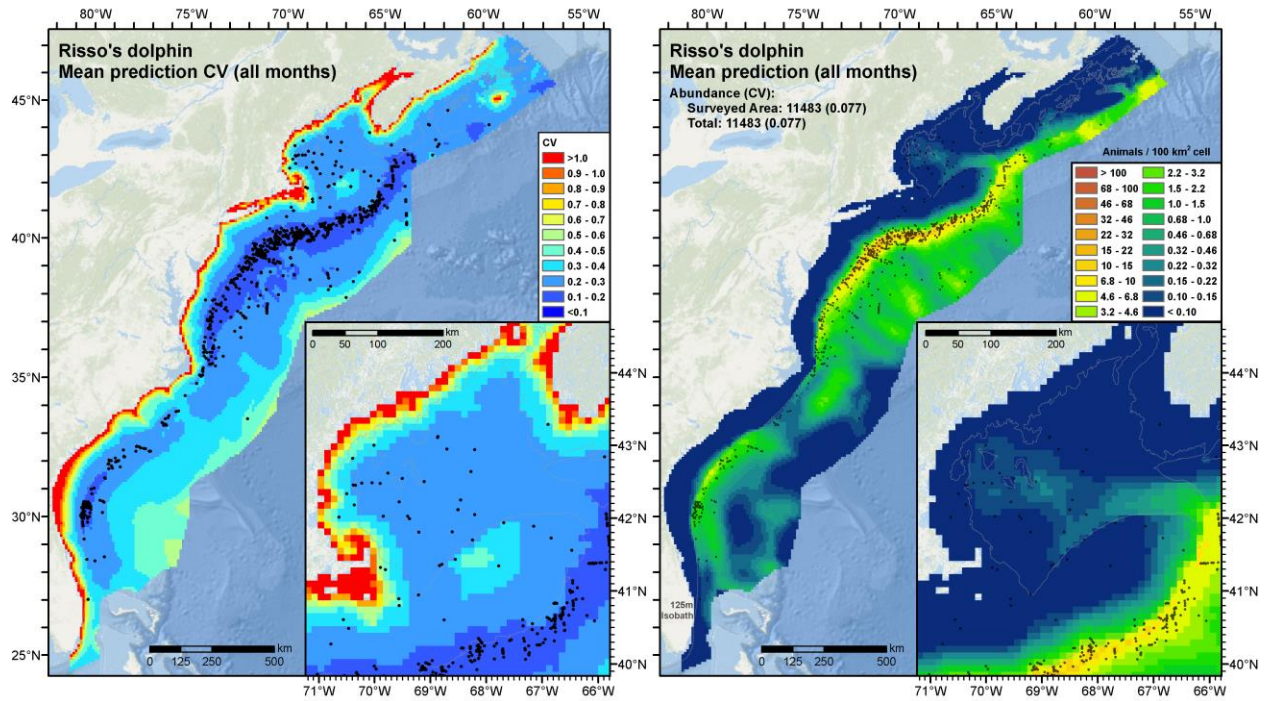 80°W 75°W 70°W 65°W 60°W 55°W
Risso's dolphin
Mean prediction CV (all months)
45°N
40°N
35°N
30°N
25°N
CV
>1.0
0.9 - 1.0
0.8 - 0.9
0.7 - 0.8
0.6 - 0.7
0.5 - 0.6
0.4 - 0.5
0.3 - 0.4
0.2 - 0.3
0.1 - 0.2
<0.1
km
0 50 100 200
44°N
43°N
42°N
41°N
40°N
km
0 125 250 500
71°W 70°W 69°W 68°W 67°W 66°W
80°W 75°W 70°W 65°W 60°W 55°W
Risso's dolphin
Mean prediction (all months)
Abundance (CV):
Surveyed Area: 11483 (0.077)
Total: 11483 (0.077)
Animals / 100 km² cell
> 100
68 - 100
46 - 68
32 - 46
22 - 32
15 - 22
10 - 15
6.8 - 10
4.6 - 6.8
3.2 - 4.6
2.2 - 3.2
1.5 - 2.2
1.0 - 1.5
0.68 - 1.0
0.46 - 0.68
0.32 - 0.46
0.22 - 0.32
0.15 - 0.22
0.10 - 0.15
< 0.10
km
0 50 100 200
44°N
43°N
42°N
41°N
40°N
125m
Isobath
km
0 125 250 500
71°W 70°W 69°W 68°W 67°W 66°W